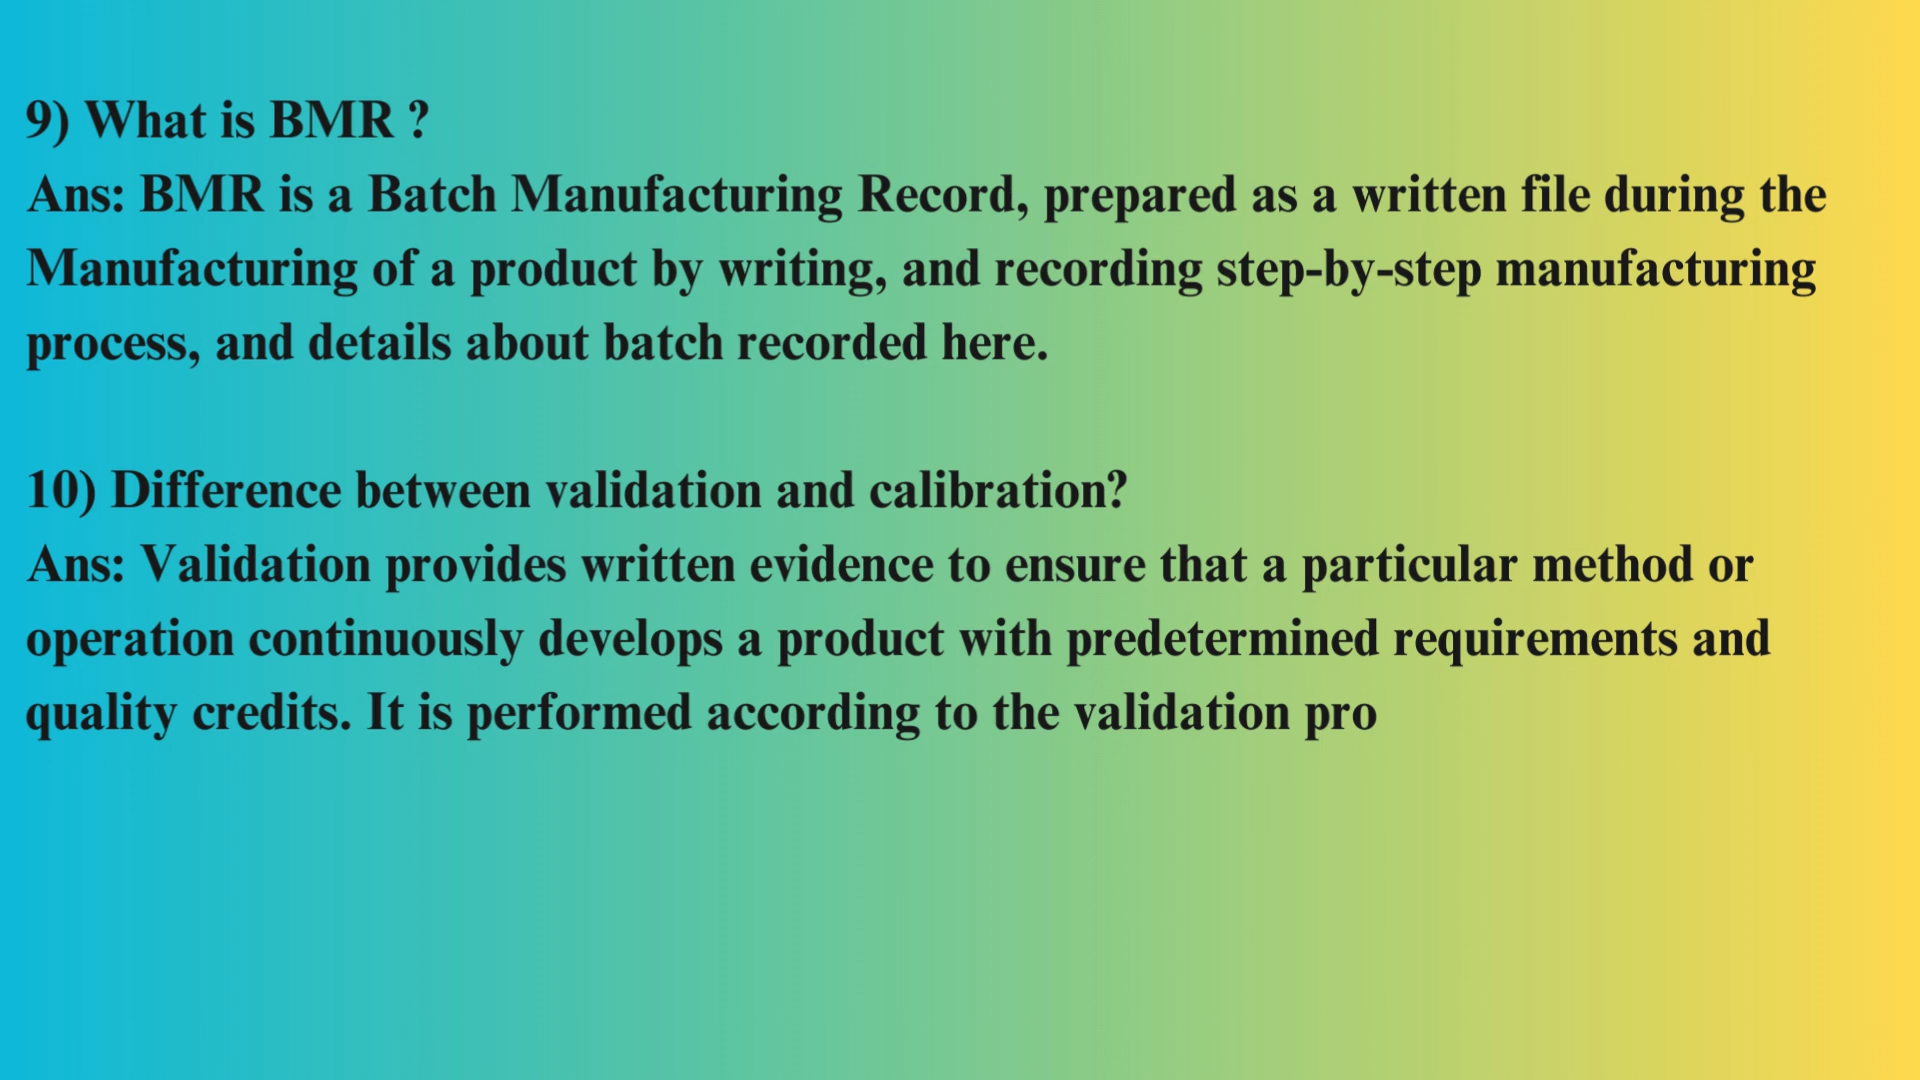 9) What is BMR ?
Ans: BMR is a Batch Manufacturing Record, prepared as a written file during the
Manufacturing of a product by writing, and recording step-by-step manufacturing
process, and details about batch recorded here.
10) Difference between validation and calibration?
Ans: Validation provides written evidence to ensure that a particular method or
operation continuously develops a product with predetermined requirements and
quality credits. It is performed according to the validation pro